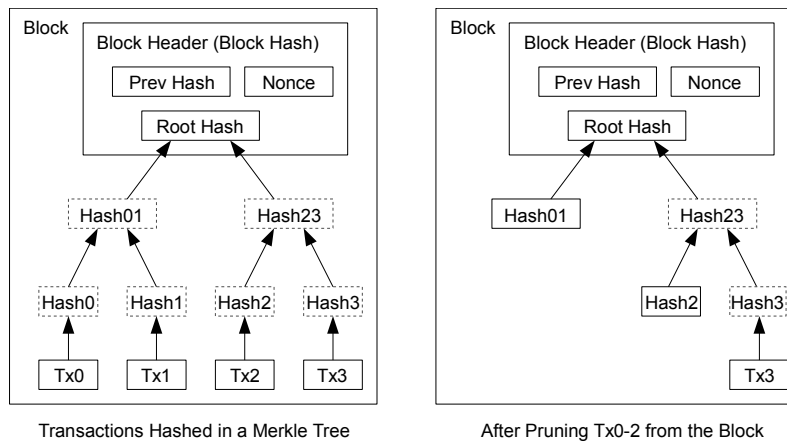 Block
Block Header (Block Hash)
Prev Hash
Nonce
Root Hash
Hash01
Hash23
Hash0
Hash1
Hash2
Hash3
Tx0
Tx1
Tx2
Tx3
Transactions Hashed in a Merkle Tree
Block
Block Header (Block Hash)
Prev Hash
Nonce
Root Hash
Hash01
Hash23
Hash2
Hash3
Tx3
After Pruning Tx0-2 from the Block